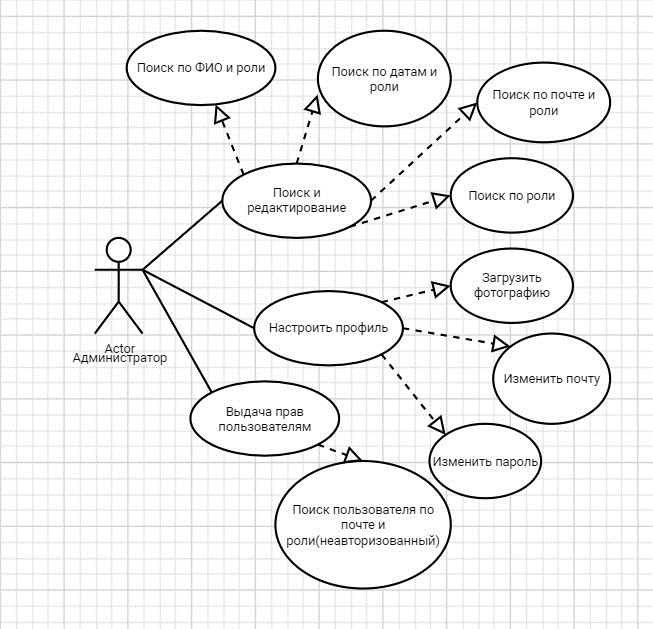 Поиск по ФИО и роли
Поиск по датам и
роли
Поиск по почте и
роли
Поиск и
редактирование
Поиск по роли
Загрузить
фотографию
Настроить профиль
Actor
Администратор
Изменить почту
Выдача прав
пользователям
Изменить пароль
Поиск пользователя по
почте и
роли(неавторизованный)